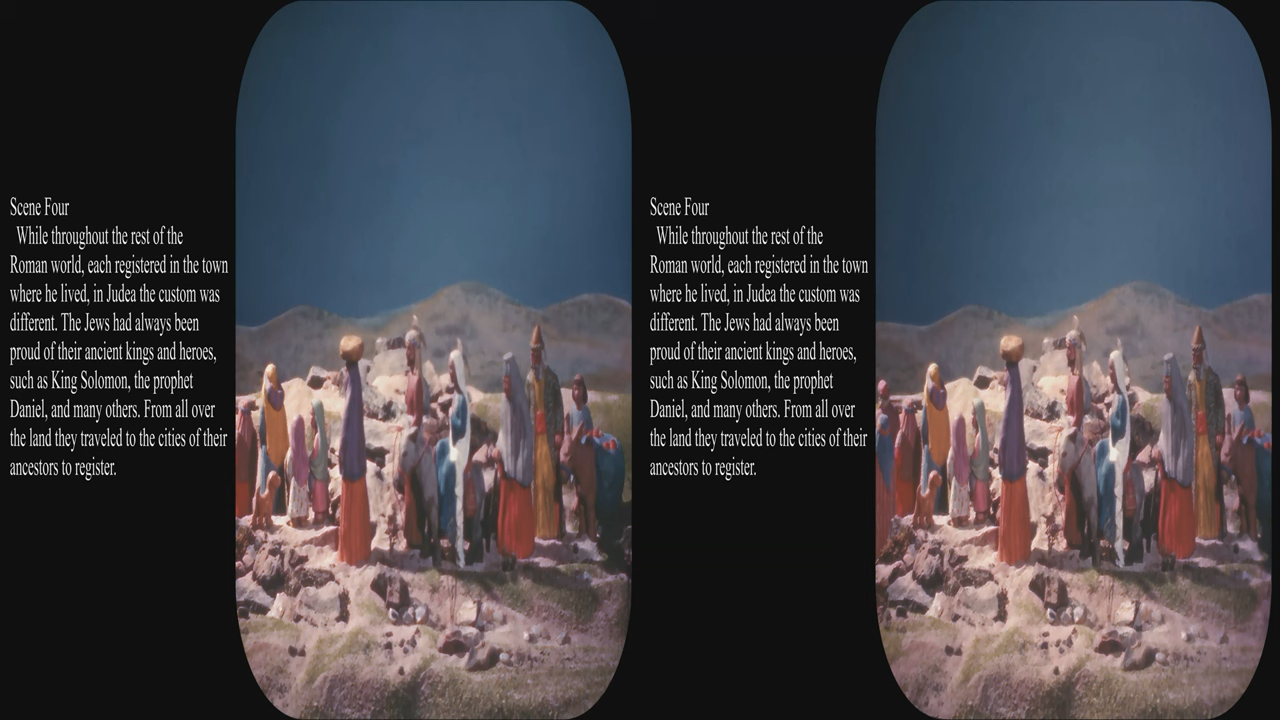 Scene Four
While throughout the rest of the
Roman world, each registered in the town
where he lived, in Judea the custom was
different. The Jews had always been
proud of their ancient kings and heroes,
such as King Solomon, the prophet
Daniel, and many others. From all over
the land they traveled to the cities of their
ancestors to register.
Scene Four
While throughout the rest of the
Roman world, each registered in the town
where he lived, in Judea the custom was
different. The Jews had always been
proud of their ancient kings and heroes,
such as King Solomon, the prophet
Daniel, and many others. From all over
the land they traveled to the cities of their
ancestors to register.